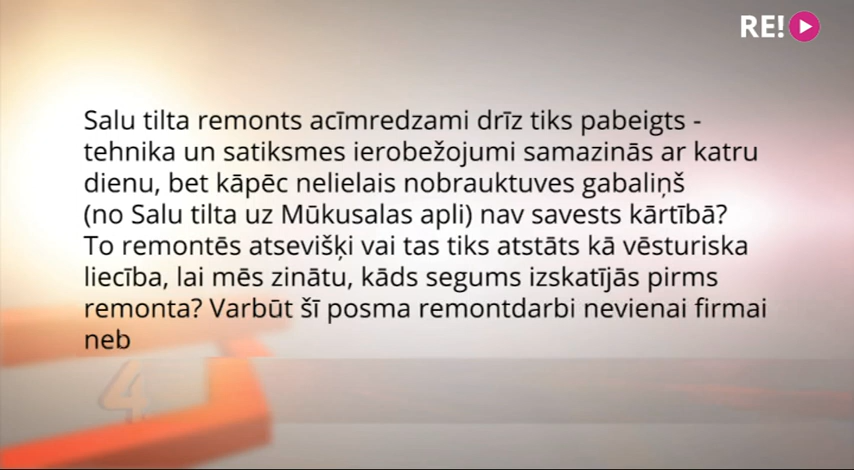 RE!
Salu tilta remonts acīmredzami drīz tiks pabeigts -
tehnika un satiksmes ierobežojumi samazinās ar katru
dienu, bet kāpēc nelielais nobrauktuves gabaliņš
(no Salu tilta uz Mūkusalas apli) nav savests kārtībā?
To remontēs atsevišķi vai tas tiks atstāts kā vēsturiska
liecība, lai mēs zinātu, kāds segums izskatījās pirms
remonta? Varbūt šī posma remontdarbi nevienai firmai
neb
4